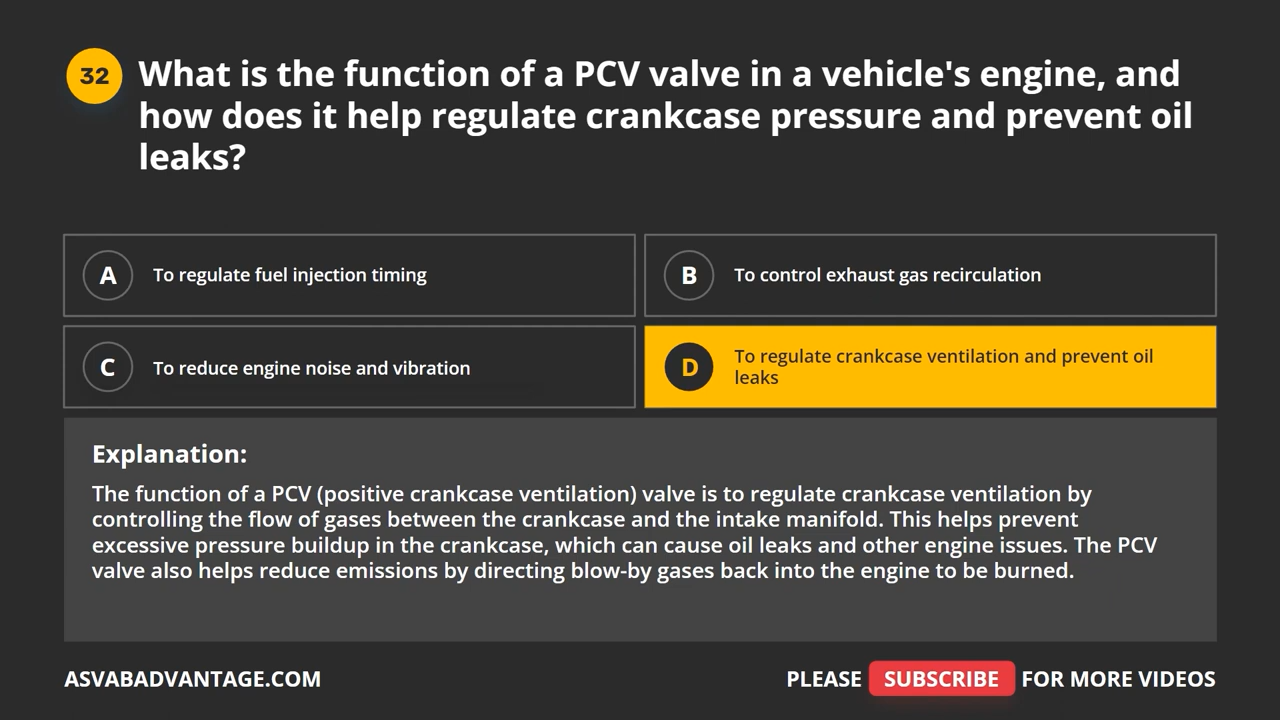 32
What is the function of a PCV valve in a vehicle's engine, and
how does it help regulate crankcase pressure and prevent oil
leaks?
A
To regulate fuel injection timing
B
To control exhaust gas recirculation
C
To reduce engine noise and vibration
D
To regulate crankcase ventilation and prevent oil
leaks
Explanation:
The function of a PCV (positive crankcase ventilation) valve is to regulate crankcase ventilation by
controlling the flow of gases between the crankcase and the intake manifold. This helps prevent
excessive pressure buildup in the crankcase, which can cause oil leaks and other engine issues. The PCV
valve also helps reduce emissions by directing blow-by gases back into the engine to be burned.
ASVABADVANTAGE.COM
PLEASE SUBSCRIBE FOR MORE VIDEOS